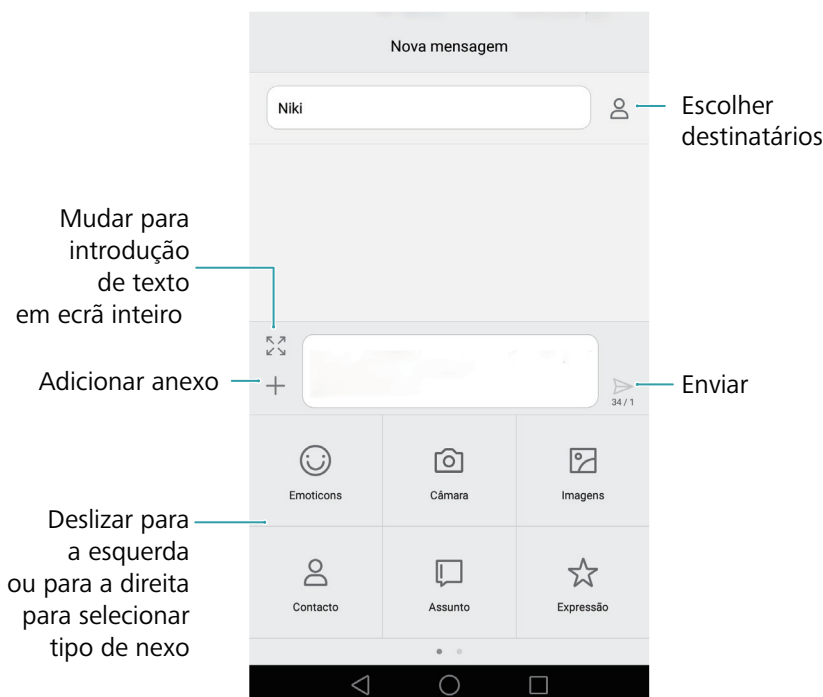 Nova mensagem
Niki
Escolher
destinatários
Mudar para
introdução
de texto
em ecrã inteiro
Adicionar anexo
Enviar
34 / 1
Emoticons
Câmara
Imagens
Deslizar para
a esquerda
ou para a direita
para selecionar
tipo de nexo
Contacto
Assunto
Expressão